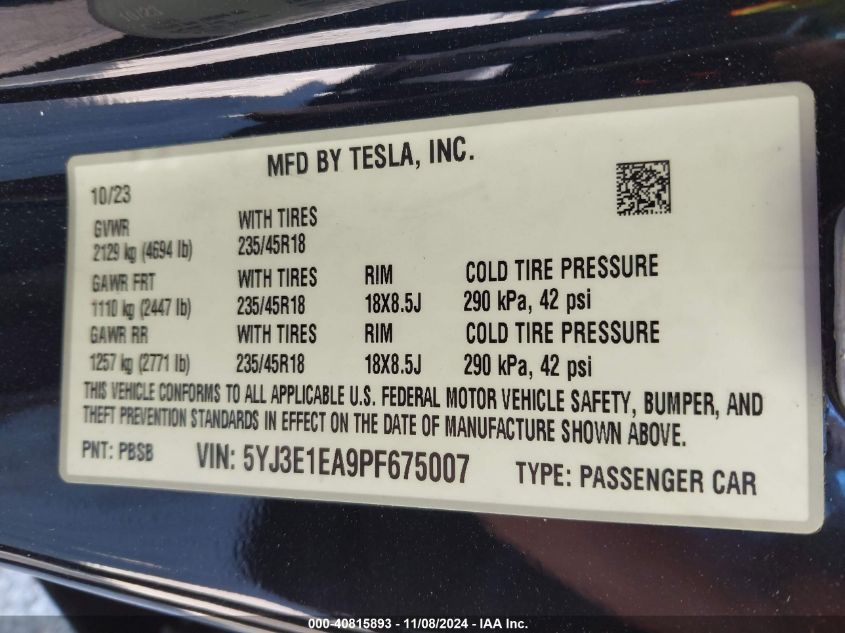 MFD BY TESLA, INC.
10/23
GVWR WITH TIRES
2129 kg (4694 lb) 235/45R18
GAWR FRT WITH TIRES RIM COLD TIRE PRESSURE
1110 kg (2447 lb) 235/45R18 18X8.5J 290 kPa, 42 psi
GAWR RR WITH TIRES RIM COLD TIRE PRESSURE
1257 kg (2771 lb) 235/45R18 18X8.5J 290 kPa, 42 psi
THIS VEHICLE CONFORMS TO ALL APPLICABLE U.S. FEDERAL MOTOR VEHICLE SAFETY, BUMPER, AND
THEFT PREVENTION STANDARDS IN EFFECT ON THE DATE OF MANUFACTURE SHOWN ABOVE.
PNT: PBSB VIN: 5YJ3E1EA9PF675007 TYPE: PASSENGER CAR
000-40815893 - 11/08/2024 - IAA Inc.